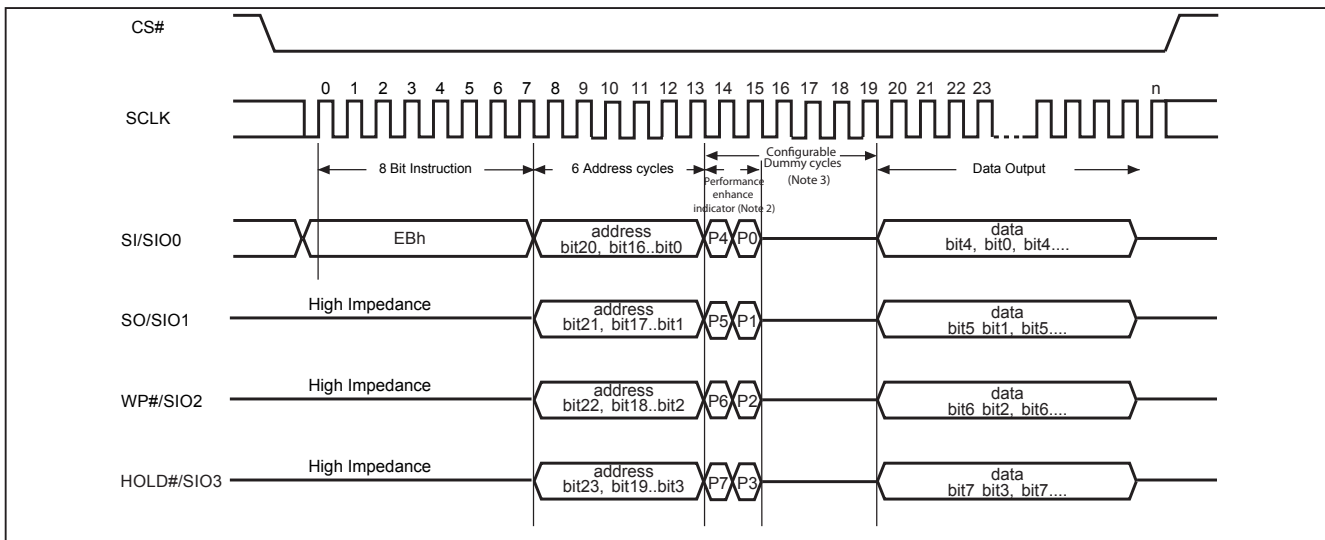 CS#
0 1 2 3 4 5 6 7 8 9 10 11 12 13 14 15 16 17 18 19 20 21 22 23 n
SCLK
Configurable
Dummy cycles
(Note 3)
8 Bit Instruction
6 Address cycles
Data Output
Performance
enhance
indicator (Note 2)
SI/SIO0
EBh
address
bit20, bit16..bit0
P4 P0
data
bit4, bit0, bit4....
SO/SIO1
High Impedance
address
bit21, bit17..bit1
P5 P1
data
bit5 bit1, bit5....
WP#/SIO2
High Impedance
address
bit22, bit18..bit2
P6 P2
data
bit6 bit2, bit6....
HOLD#/SIO3
High Impedance
address
bit23, bit19..bit3
P7 P3
data
bit7 bit3, bit7....